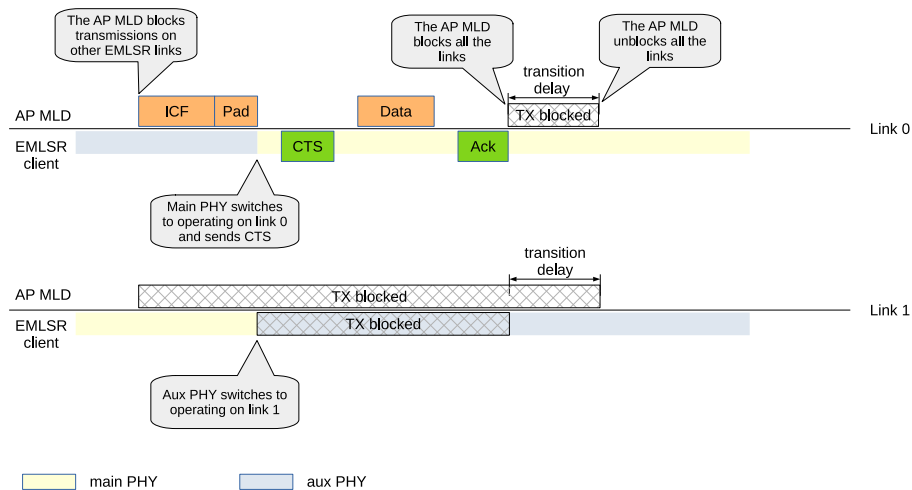 The AP MLD blocks
transmissions on
other EMLSR links
The AP MLD
blocks all the
links
The AP MLD
unblocks all the
links
transition
delay
AP MLD
ICF
Pad
Data
TX blocked
Link 0
EMLSR
client
CTS
Ack
Main PHY switches
to operating on link 0
and sends CTS
transition
delay
AP MLD
TX blocked
Link 1
EMLSR
client
TX blocked
Aux PHY switches to
operating on link 1
main PHY
aux PHY